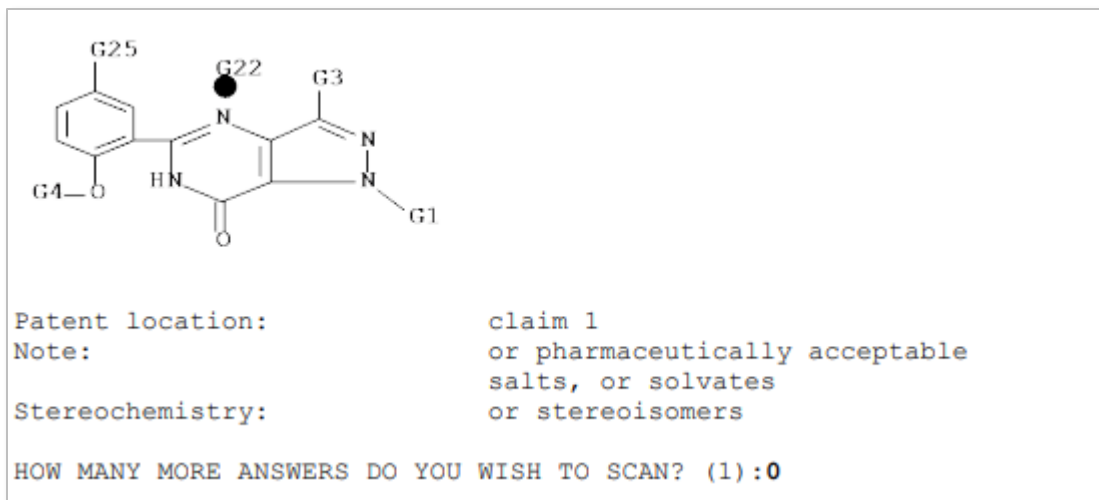 G25
G22
G3
N
N
HN
N
G4 O
G1
O
Patent location: claim 1
Note: or pharmaceutically acceptable
salts, or solvates
Stereochemistry: or stereoisomers
HOW MANY MORE ANSWERS DO YOU WISH TO SCAN? (1):0